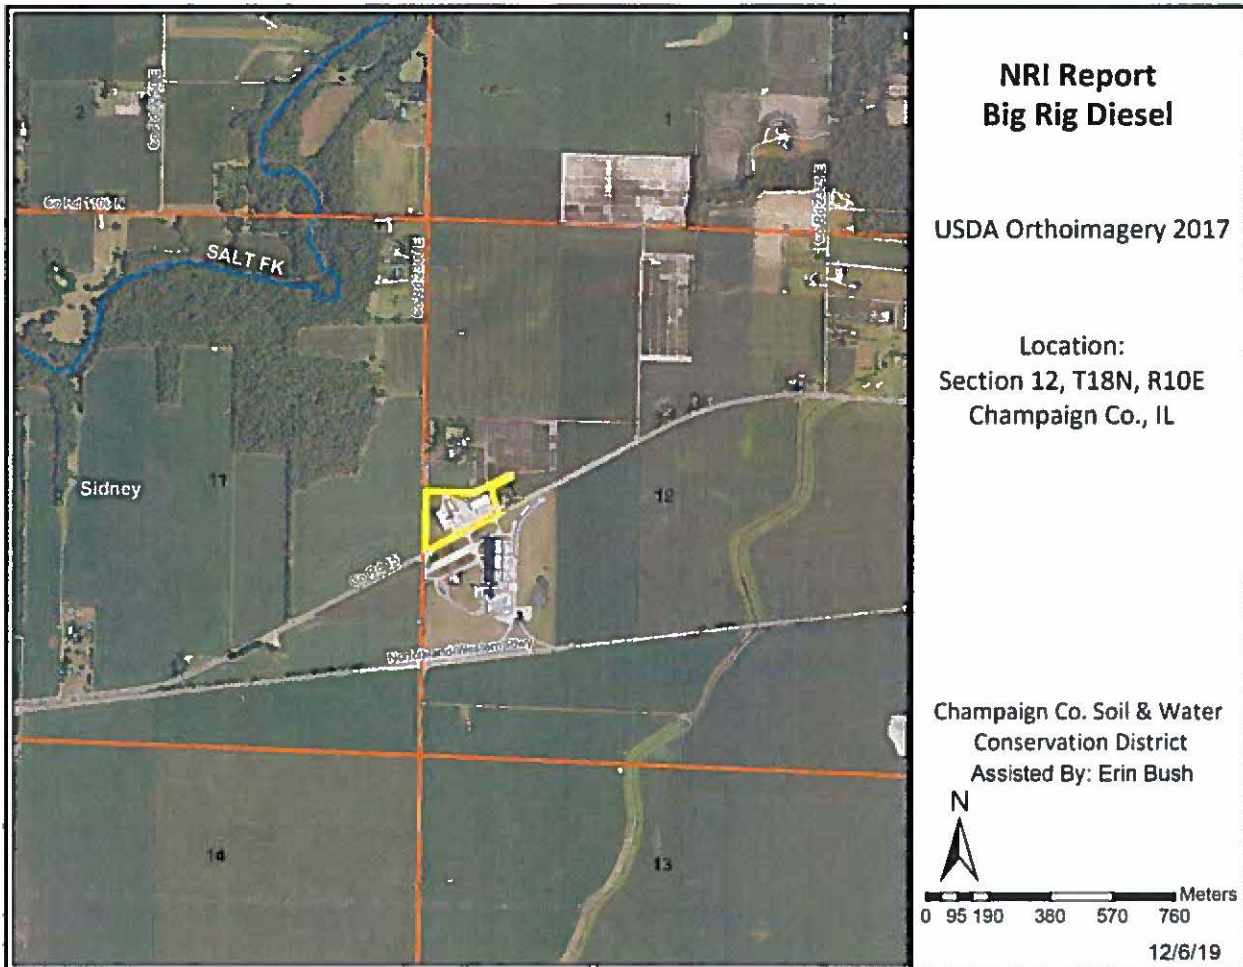 NRI Report
Big Rig Diesel
USDA Orthoimagery 2017
Location:
Section 12, T18N, R10E
Champaign Co., IL
Champaign Co. Soil & Water
Conservation District
Assisted By: Erin Bush
N
Meters
0 95 190 380 570 760
12/6/19
2
1
SALT FK
Sidney
11
12
14
13